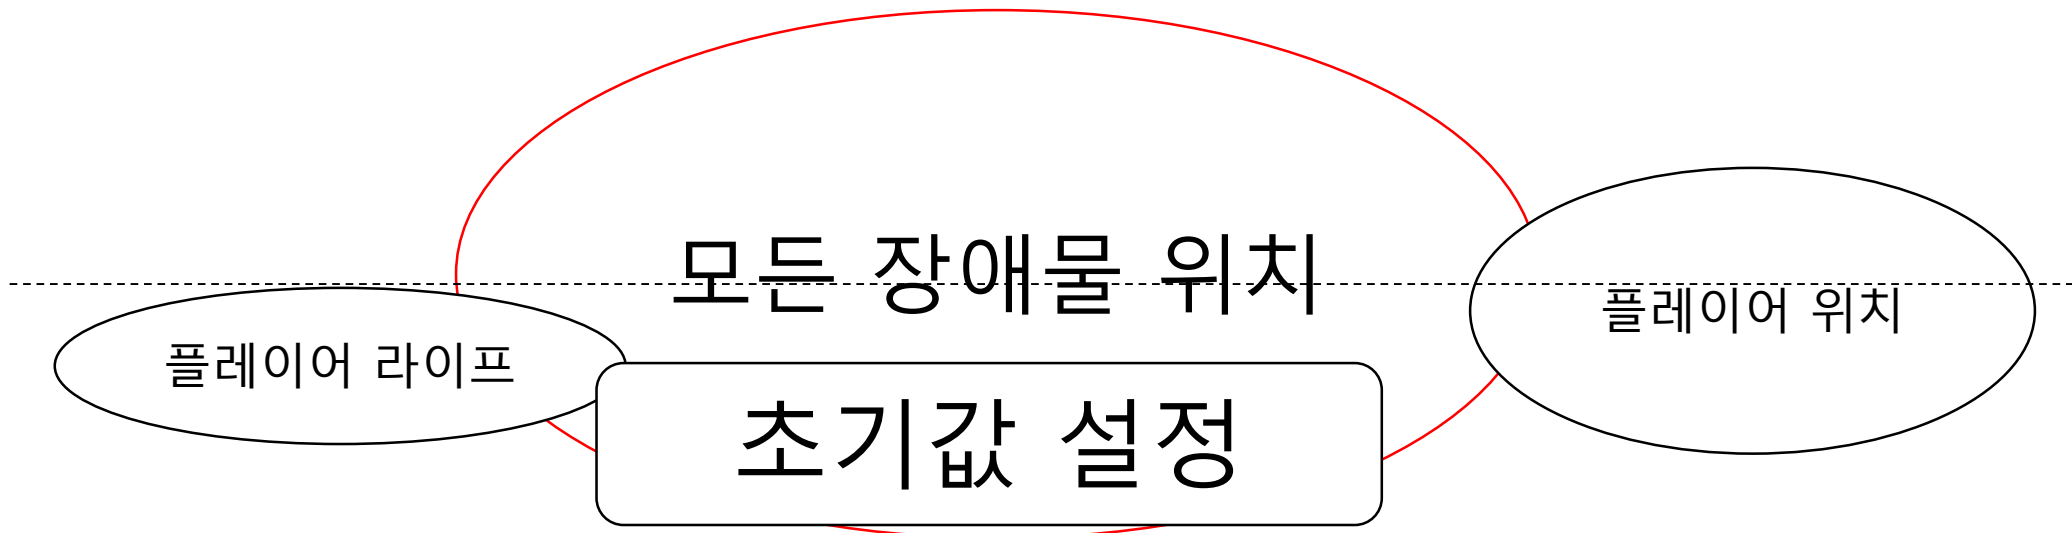 모든 장애물 위치
플레이어 위치
플레이어 라이프
초기값 설정